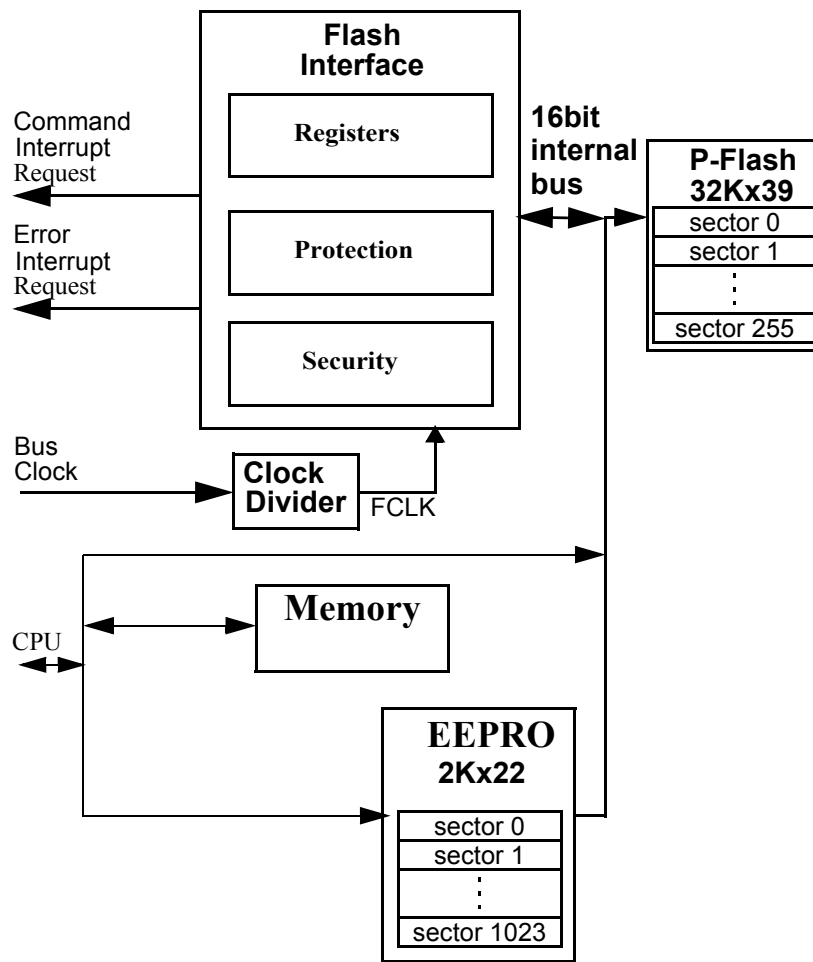 Flash
Interface
Registers
Command
Interrupt
Request
16bit
internal
bus
P-Flash
32Kx39
sector 0
sector 1
sector 255
Error
Interrupt
Request
Protection
Security
Bus
Clock
Clock
Divider
FCLK
Memory
CPU
EEPRO
2Kx22
sector 0
sector 1
sector 1023